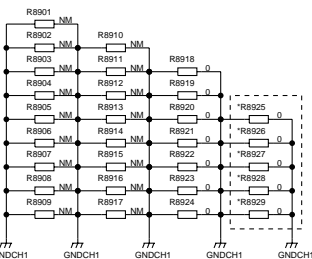 R8901
NM
R8902 NM R8910 NM
R8903 NM R8911 NM R8918 0
R8904 NM R8912 NM R8919 0
R8905 NM R8913 NM R8920 0 *R8925 0
R8906 NM R8914 NM R8921 0 *R8926 0
R8907 NM R8915 NM R8922 0 *R8927 0
R8908 NM R8916 NM R8923 0 *R8928 0
R8909 NM R8917 NM R8924 0 *R8929 0
NDCH1 GNDCH1 GNDCH1 GNDCH1 GNDCH1